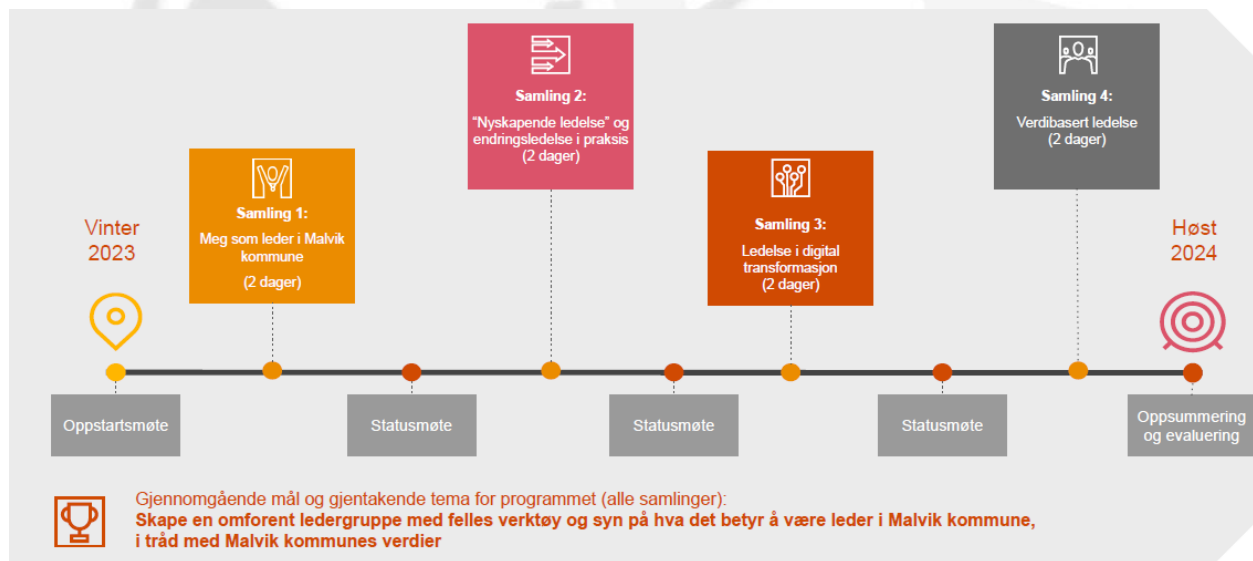 Vinter
2023
Samling 1:
Meg som leder i Malvik
kommune
(2 dager)
Samling 2:
“Nyskapende ledelse” og
endringsledelse i praksis
(2 dager)
Samling 3:
Ledelse i digital
transformasjon
(2 dager)
Samling 4:
Verdibasert ledelse
(2 dager)
Høst
2024
Oppstartsmøte
Statusmøte
Statusmøte
Statusmøte
Oppsummering
og evaluering
Gjennomgående mål og gjentakende tema for programmet (alle samlinger):
Skape en omforent ledergruppe med felles verktøy og syn på hva det betyr å være leder i Malvik kommune,
i tråd med Malvik kommunes verdier